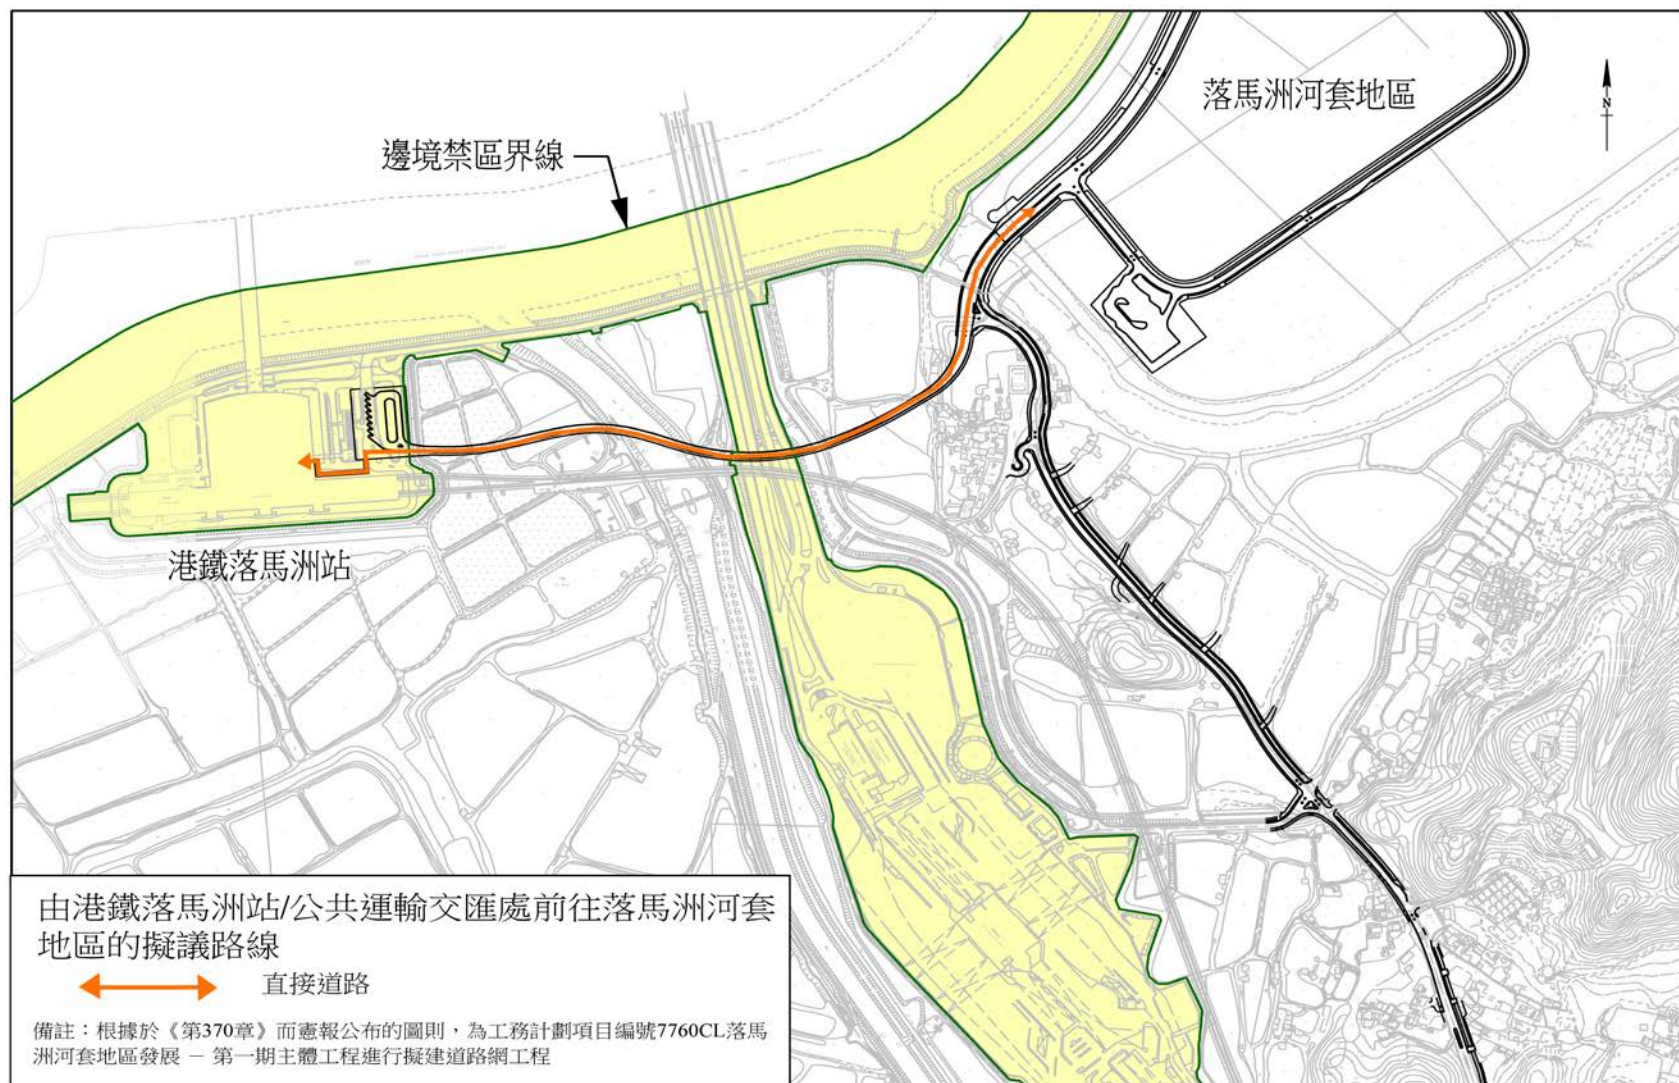 落馬洲河套地區
N
邊境禁區界線
港鐵落馬洲站
由港鐵落馬洲站/公共運輸交匯處前往落馬洲河套
地區的擬議路線
直接道路
備註：根據於《第370章》而憲報公布的圖則，為工務計劃項目編號7760CL落馬
洲河套地區發展 － 第一期主體工程進行擬建道路網工程